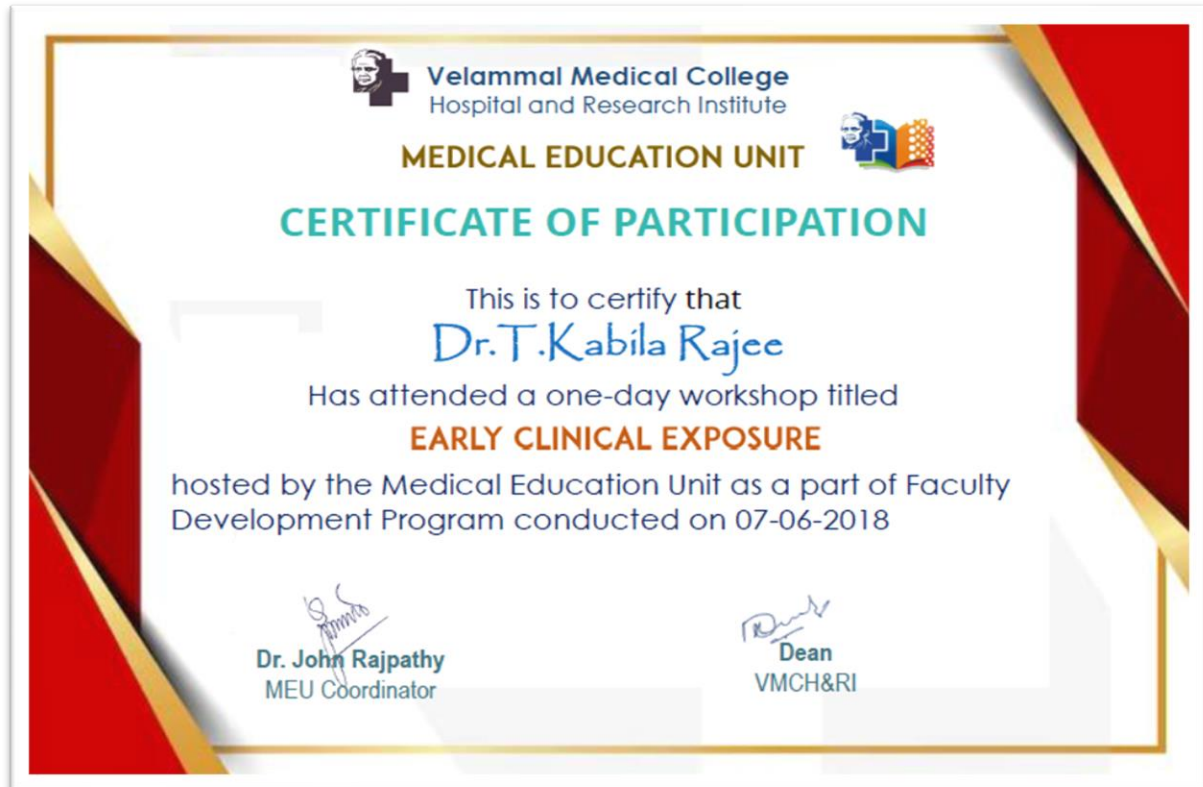 Velammal Medical College
Hospital and Research Institute
MEDICAL EDUCATION UNIT
CERTIFICATE OF PARTICIPATION
This is to certify that
Dr.T.Kabila Rajee
Has attended a one-day workshop titled
EARLY CLINICAL EXPOSURE
hosted by the Medical Education Unit as a part of Faculty
Development Program conducted on 07-06-2018
Dr. John Rajpathy
MEU Coordinator
Dean
VMCH&RI